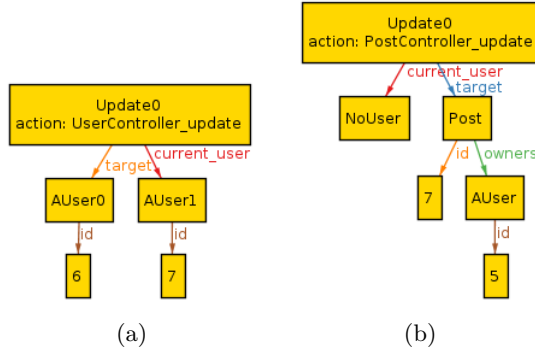 Update0
action: UserController_update
target
current_user
AUser0
AUser1
id
id
6
7
(a)
Update0
action: PostController_update
current_user
target
NoUser
Post
id
owners
7
AUser
id
5
(b)